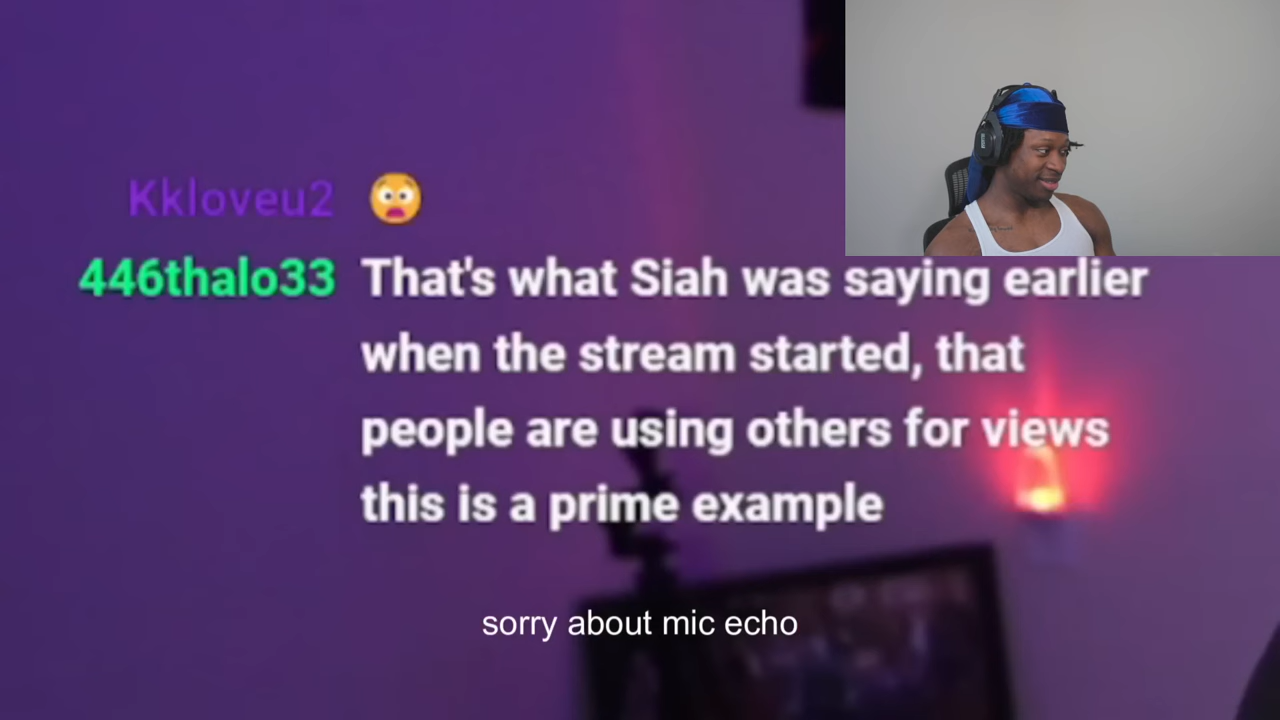 Kkloveu2 😨
446thalo33 That's what Siah was saying earlier
when the stream started, that
people are using others for views
this is a prime example
sorry about mic echo